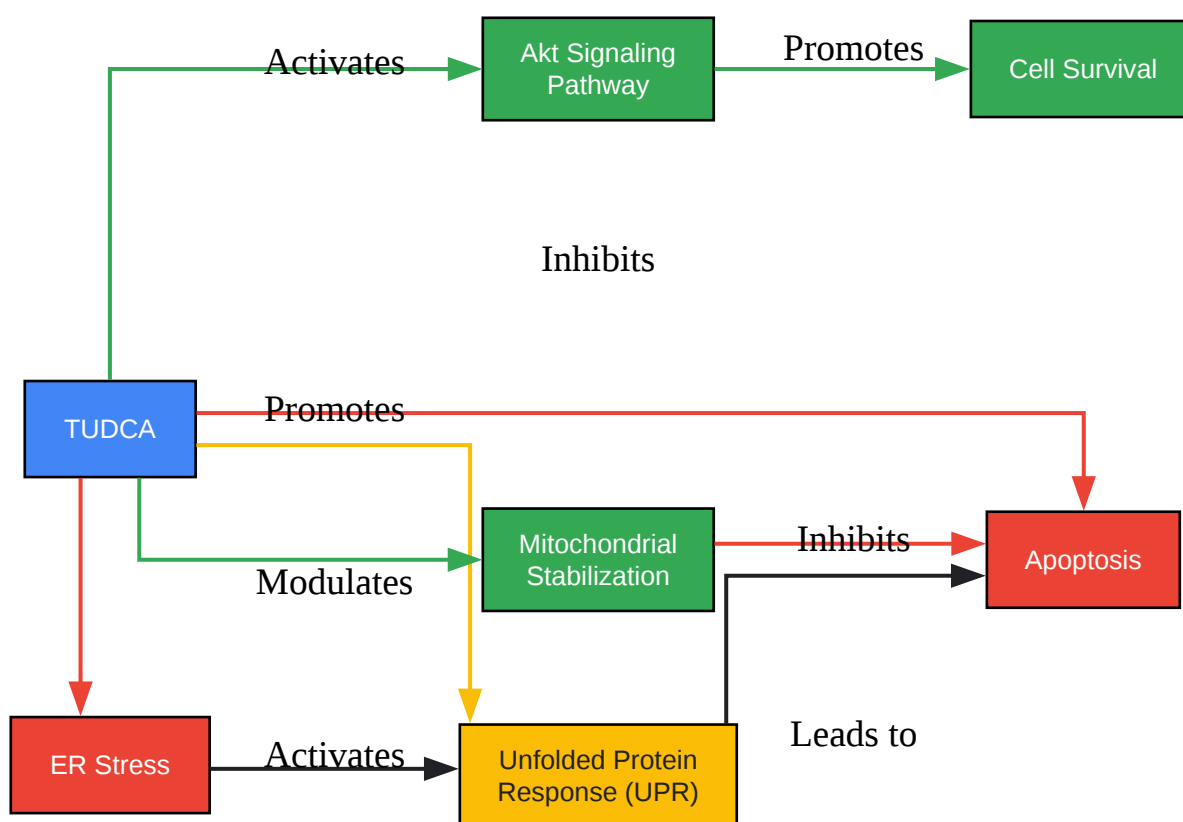 Activates
Akt Signaling
Pathway
Promotes
Cell Survival
Inhibits
TUDCA
Promotes
Mitochondrial
Stabilization
Inhibits
Apoptosis
Modulates
ER Stress
Activates
Unfolded Protein
Response (UPR)
Leads to